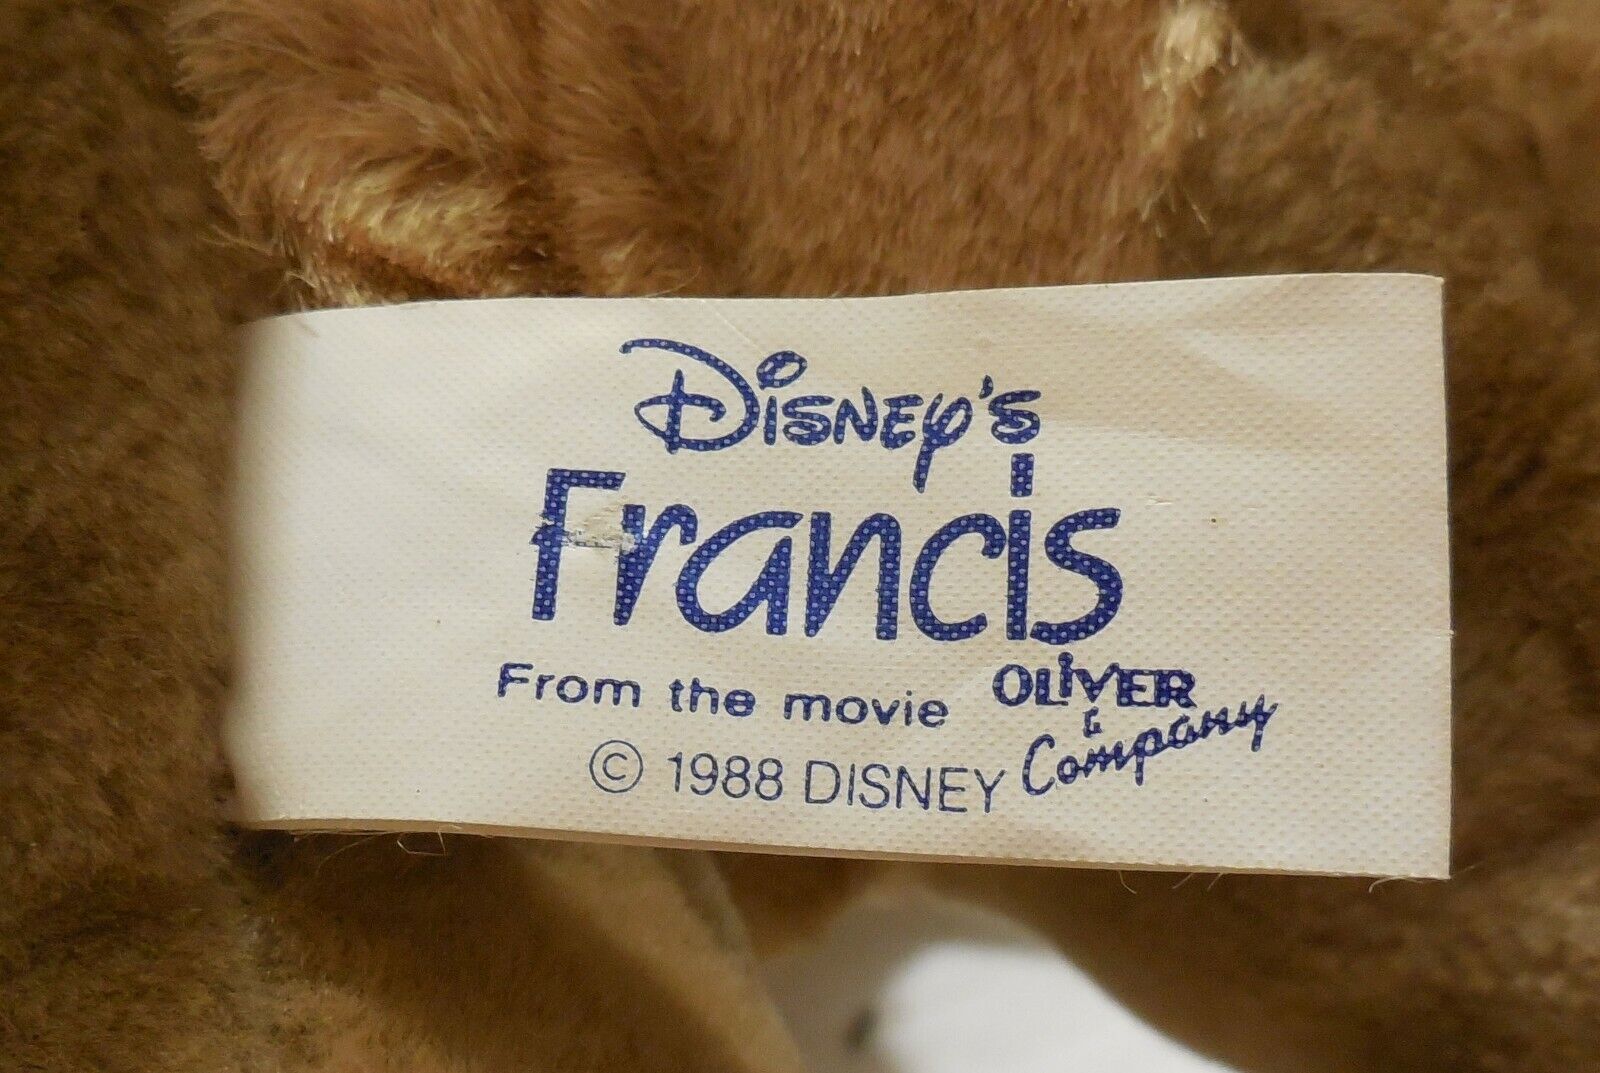 DISNEY'S
Francis
From the movie OLIVER
& Company
© 1988 DISNEY